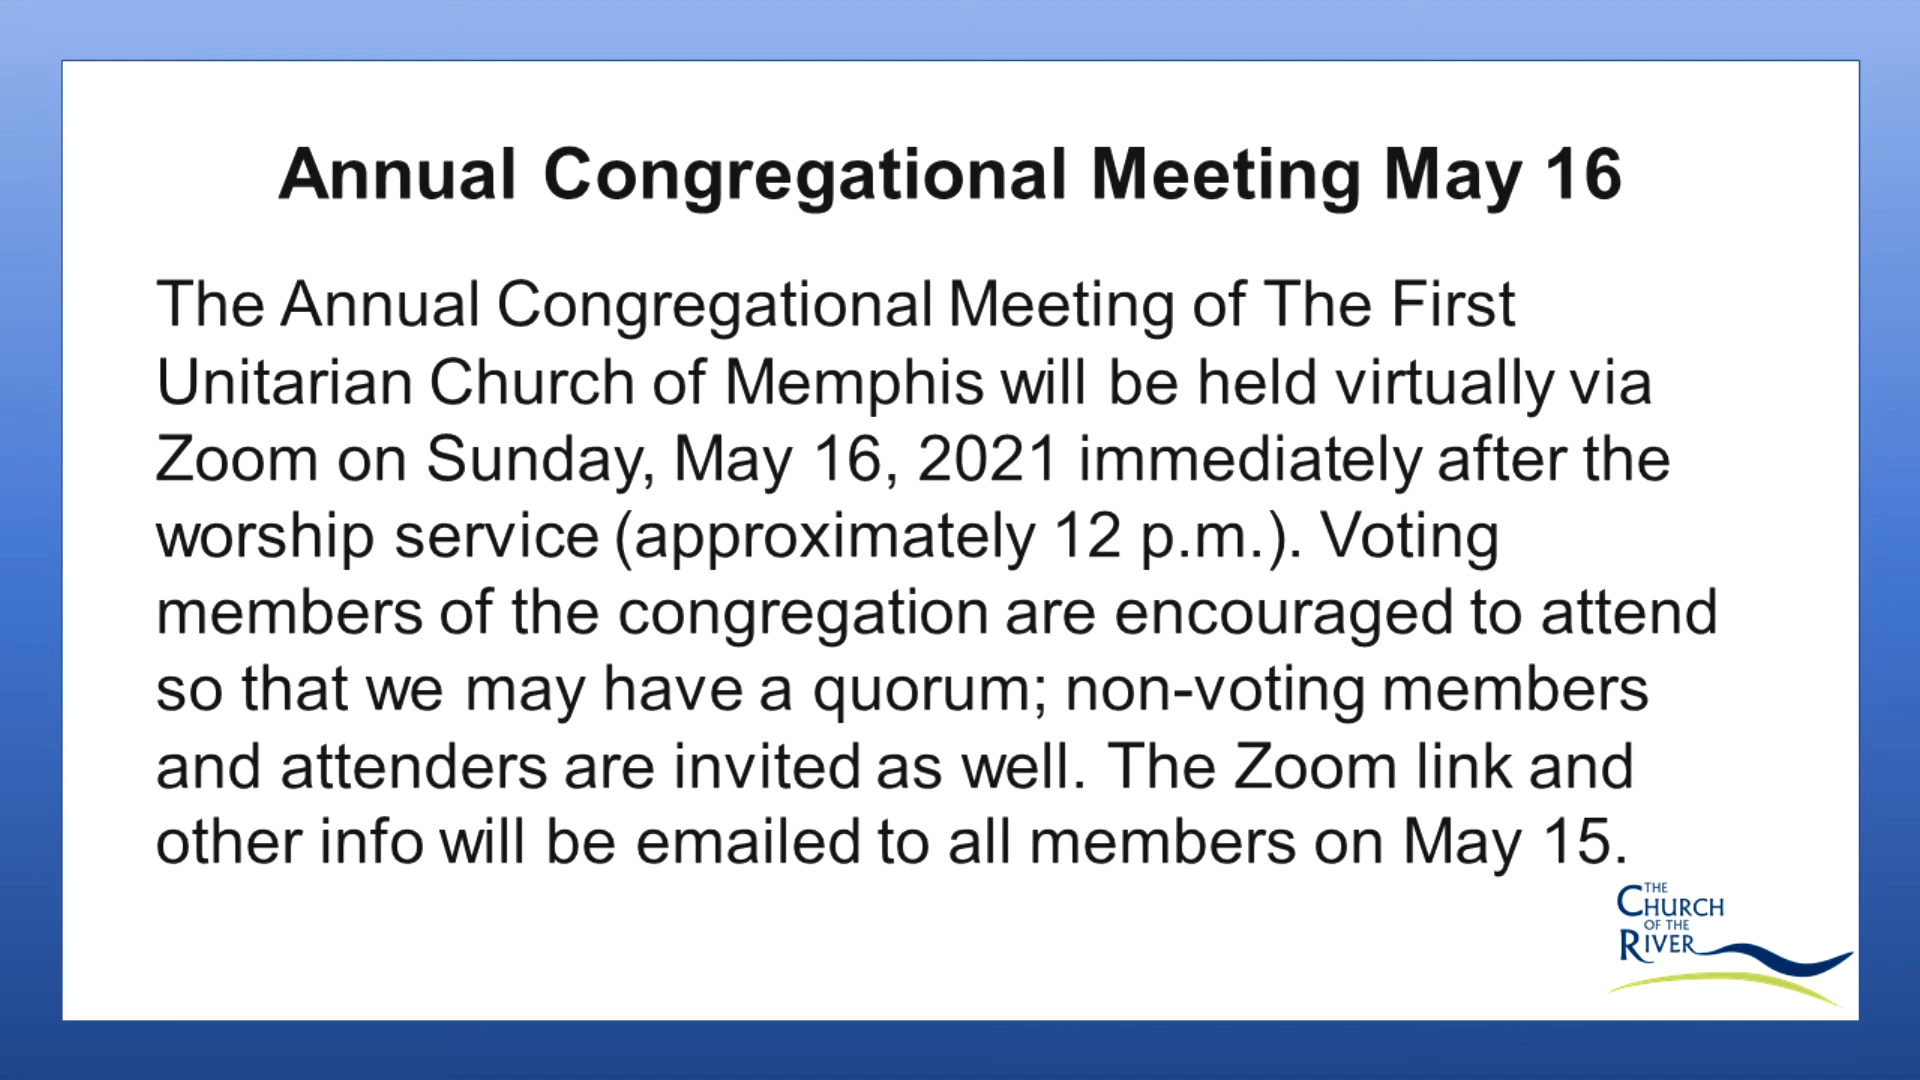 Annual Congregational Meeting May 16
The Annual Congregational Meeting of The First
Unitarian Church of Memphis will be held virtually via
Zoom on Sunday, May 16, 2021 immediately after the
worship service (approximately 12 p.m.). Voting
members of the congregation are encouraged to attend
so that we may have a quorum; non-voting members
and attenders are invited as well. The Zoom link and
other info will be emailed to all members on May 15.
THE
CHURCH
OF THE
RIVER